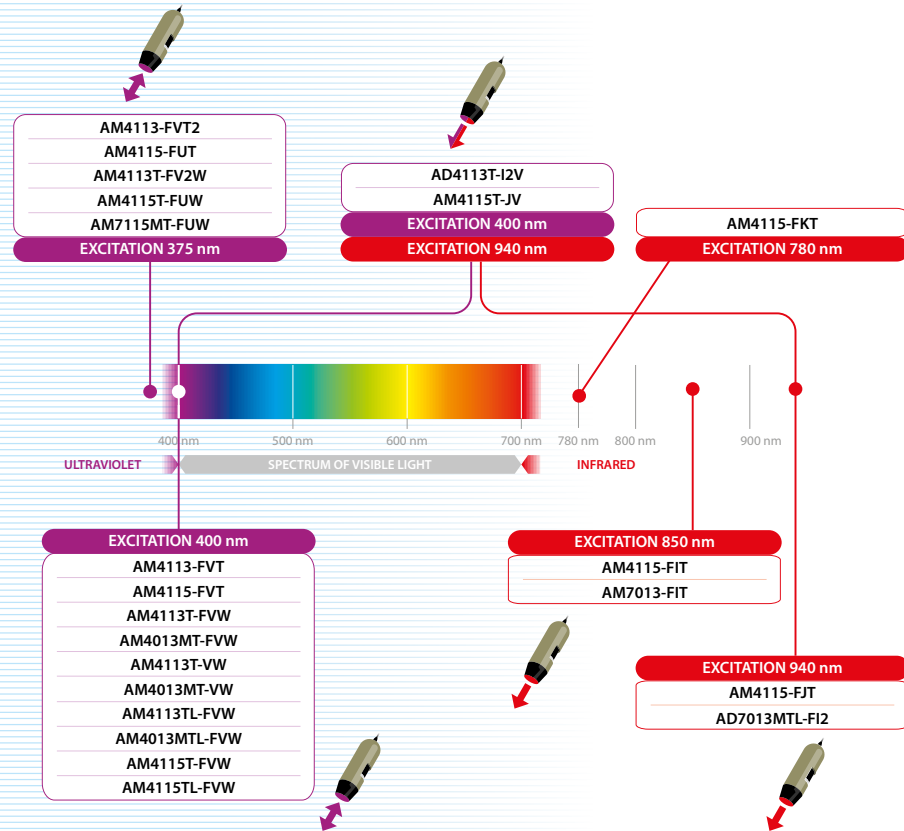 AM4113-FVT2
AM4115-FUT
AM4113T-FV2W
AM4115T-FUW
AM7115MT-FUW
EXCITATION 375 nm
AD4113T-I2V
AM4115T-JV
EXCITATION 400 nm
EXCITATION 940 nm
AM4115-FKT
EXCITATION 780 nm
400 nm
500 nm
600 nm
700 nm
780 nm
800 nm
900 nm
ULTRAVIOLET
SPECTRUM OF VISIBLE LIGHT
INFRARED
EXCITATION 400 nm
AM4113-FVT
AM4115-FVT
AM4113T-FVW
AM4013MT-FVW
AM4113T-VW
AM4013MT-VW
AM4113TL-FVW
AM4013MTL-FVW
AM4115T-FVW
AM4115TL-FVW
EXCITATION 850 nm
AM4115-FIT
AM7013-FIT
EXCITATION 940 nm
AM4115-FJT
AD7013MTL-FI2